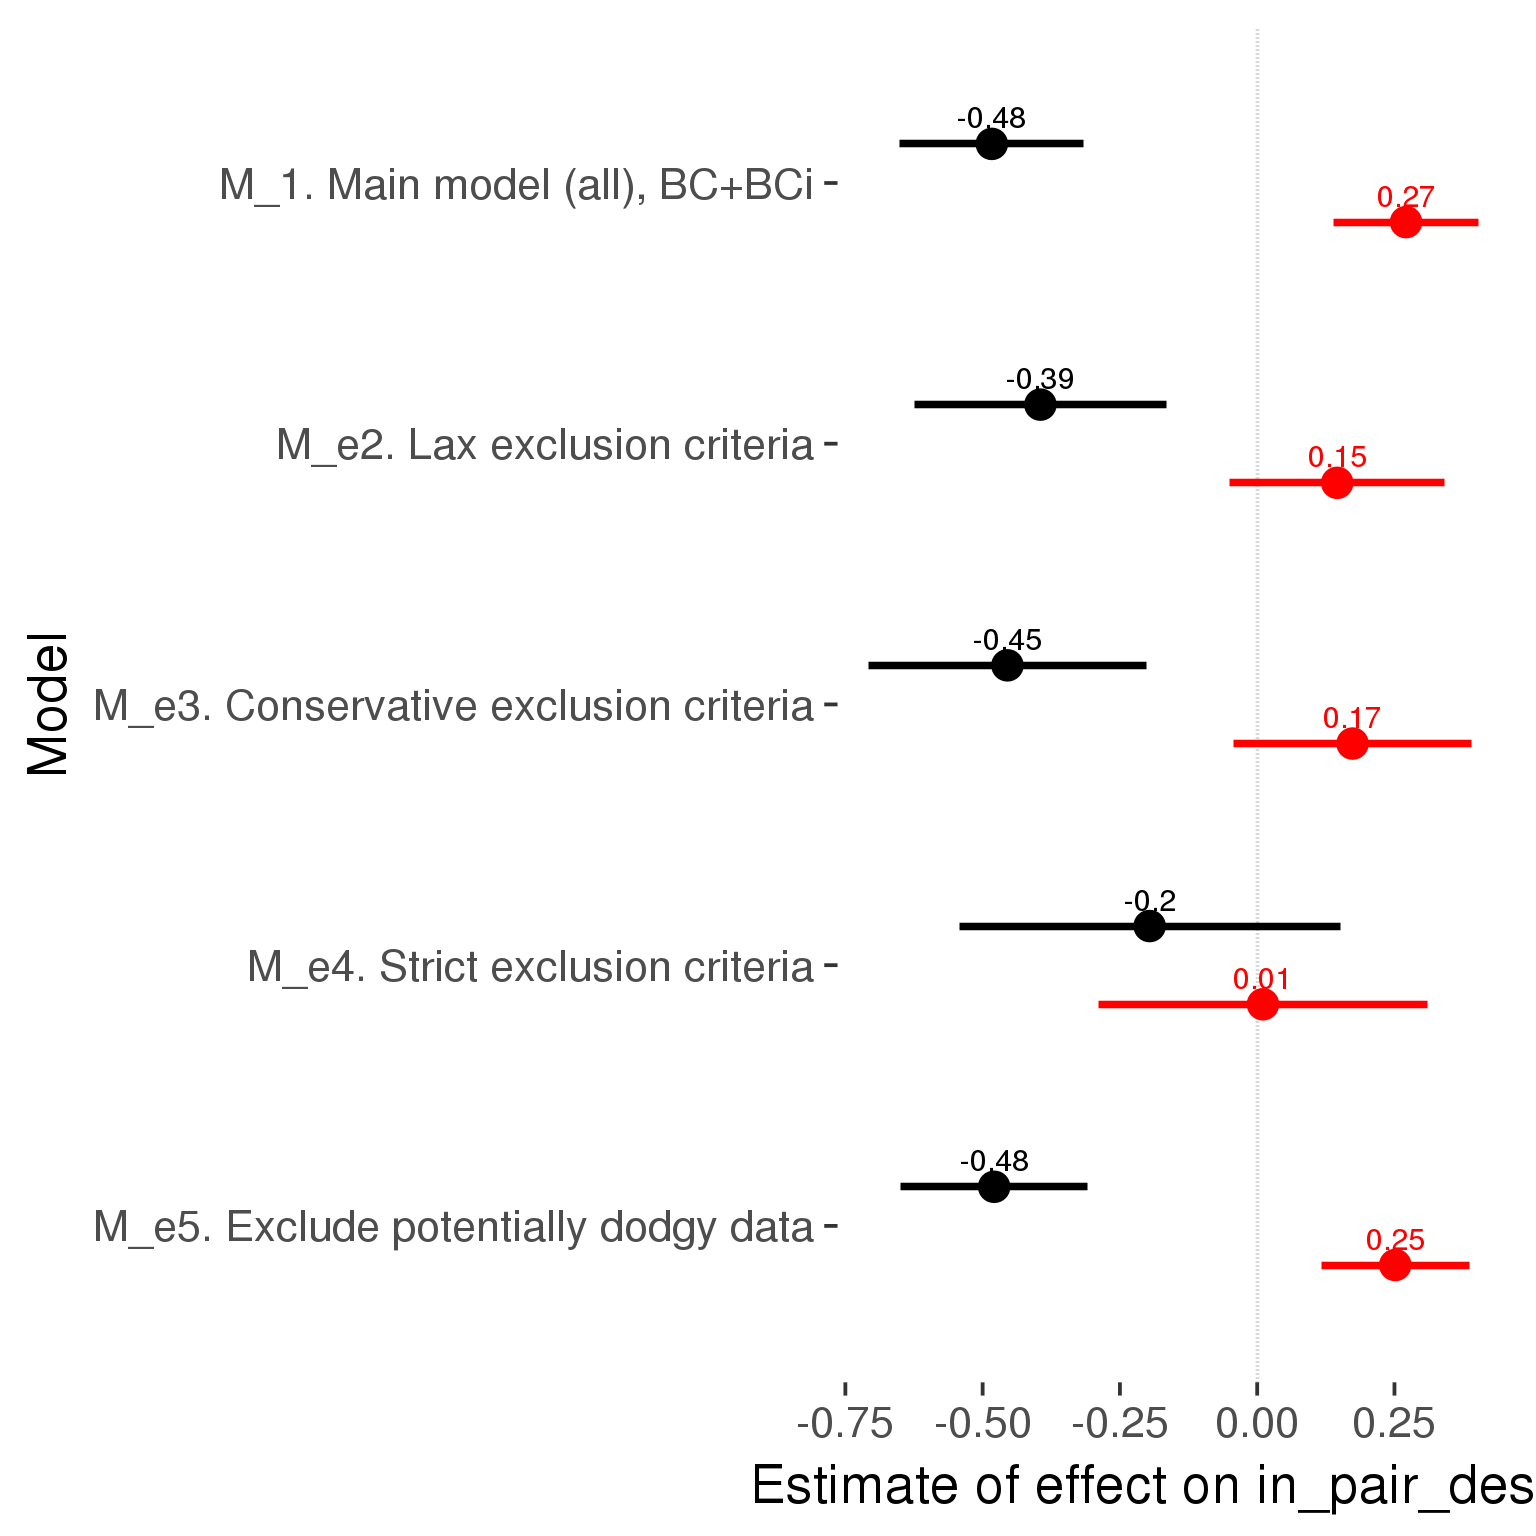 -0.48
M_1. Main model (all), BC+BCi
0.27
-0.39
M_e2. Lax exclusion criteria
0.15
-0.45
M_e3. Conservative exclusion criteria
0.17
-0.2
M_e4. Strict exclusion criteria
0.01
-0.48
M_e5. Exclude potentially dodgy data
0.25
Model
-0.75 -0.50 -0.25 0.00 0.25
Estimate of effect on in_pair_des